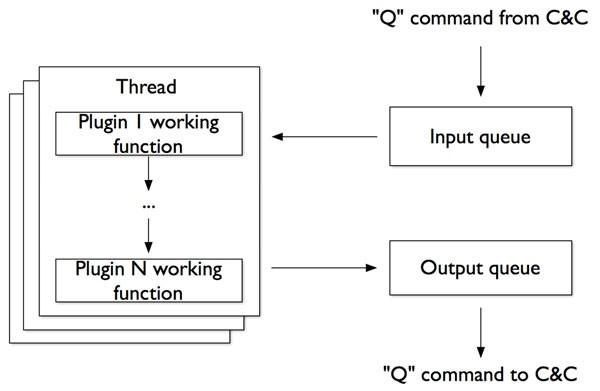 "Q" command from C&C
Thread
Plugin 1 working
function
Input queue
...
Plugin N working
function
Output queue
"Q" command to C&C